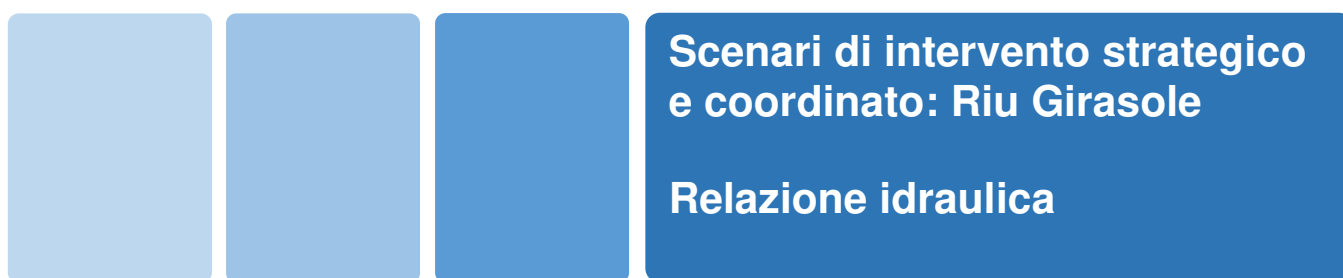 Scenari di intervento strategico
e coordinato: Riu Girasole
Relazione idraulica